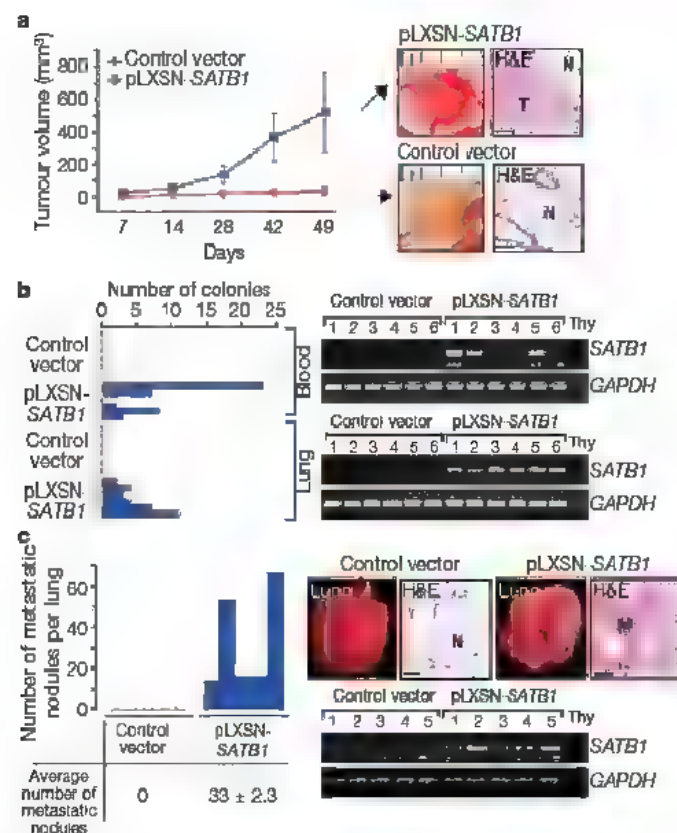 a
Tumour volume (mm³)
800
600
400
200
0
Control vector
pLXSN-SATB1
7 14 28 42 49
Days
pLXSN-SATB1
H&E
N
T
Control vector
H&E
N
b
Number of colonies
0 5 10 15 20 25
Control
vector
pLXSN-
SATB1
Blood
Control
vector
pLXSN-
SATB1
Lung
Control vector pLXSN-SATB1
1 2 3 4 5 6 1 2 3 4 5 6 Thy
SATB1
GAPDH
Control vector pLXSN-SATB1
1 2 3 4 5 6 1 2 3 4 5 6 Thy
SATB1
GAPDH
c
Number of metastatic
nodules per lung
60
40
20
0
Control
vector
pLXSN-
SATB1
Average
number of
metastatic
nodules
0
33 ± 2.3
Control vector pLXSN-SATB1
Lung
H&E
N
Lung
H&E
M
Control vector pLXSN-SATB1
1 2 3 4 5 1 2 3 4 5 Thy
SATB1
GAPDH